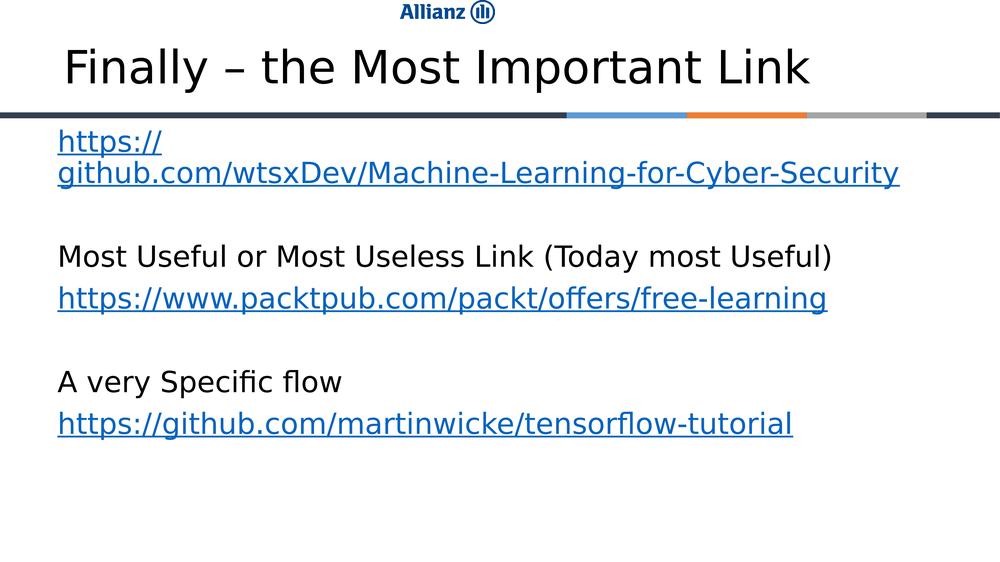 Allianz
Finally – the Most Important Link
https://
github.com/wtsxDev/Machine-Learning-for-Cyber-Security
Most Useful or Most Useless Link (Today most Useful)
https://www.packtpub.com/packt/offers/free-learning
A very Specific flow
https://github.com/martinwicke/tensorflow-tutorial